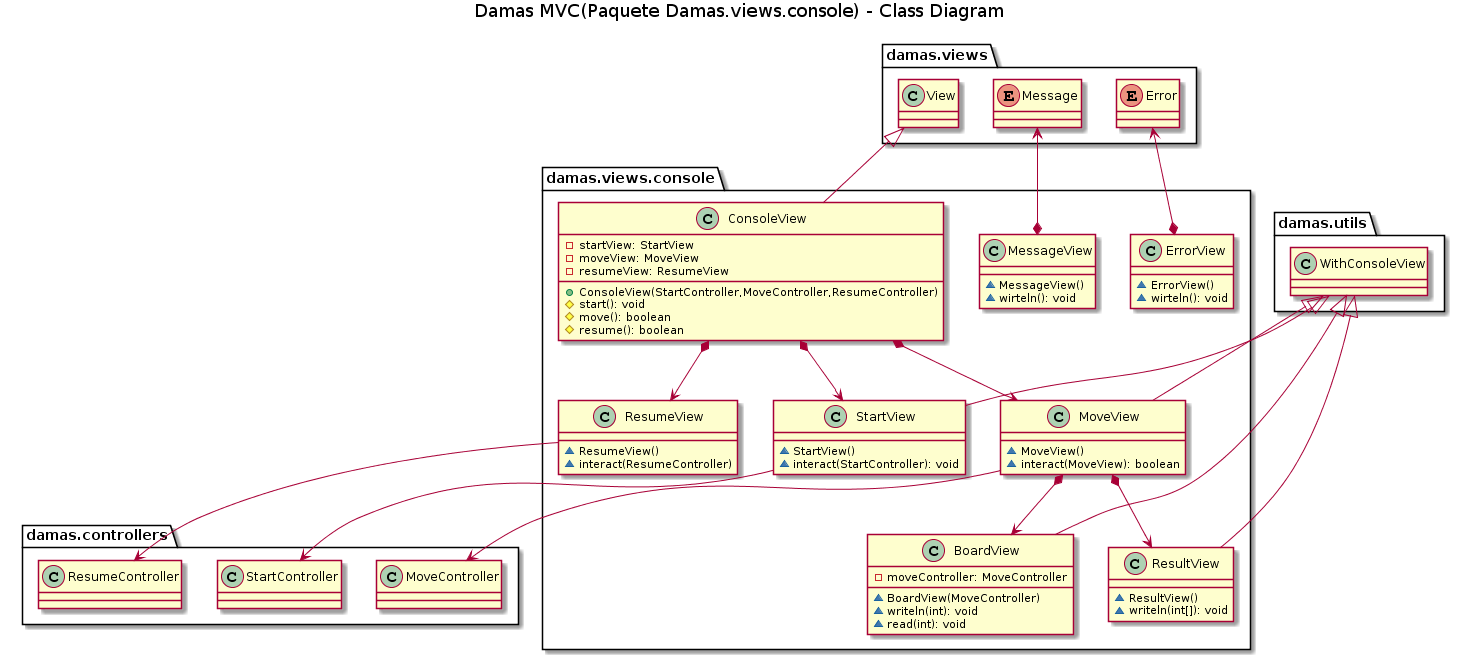 Damas MVC(Paquete Damas.views.console) - Class Diagram
damas.views
C View
E Message
E Error
damas.views.console
C ConsoleView
startView: StartView
moveView: MoveView
resumeView: ResumeView
ConsoleView(StartController,MoveController,ResumeController)
start(): void
move(): boolean
resume(): boolean
C MessageView
MessageView()
wirteln(): void
C ErrorView
ErrorView()
wirteln(): void
damas.utils
C WithConsoleView
C ResumeView
ResumeView()
interact(ResumeController)
C StartView
StartView()
interact(StartController): void
C MoveView
MoveView()
interact(MoveView): boolean
damas.controllers
C ResumeController
C StartController
C MoveController
C BoardView
moveController: MoveController
BoardView(MoveController)
writeln(int): void
read(int): void
C ResultView
ResultView()
writeln(int[]): void